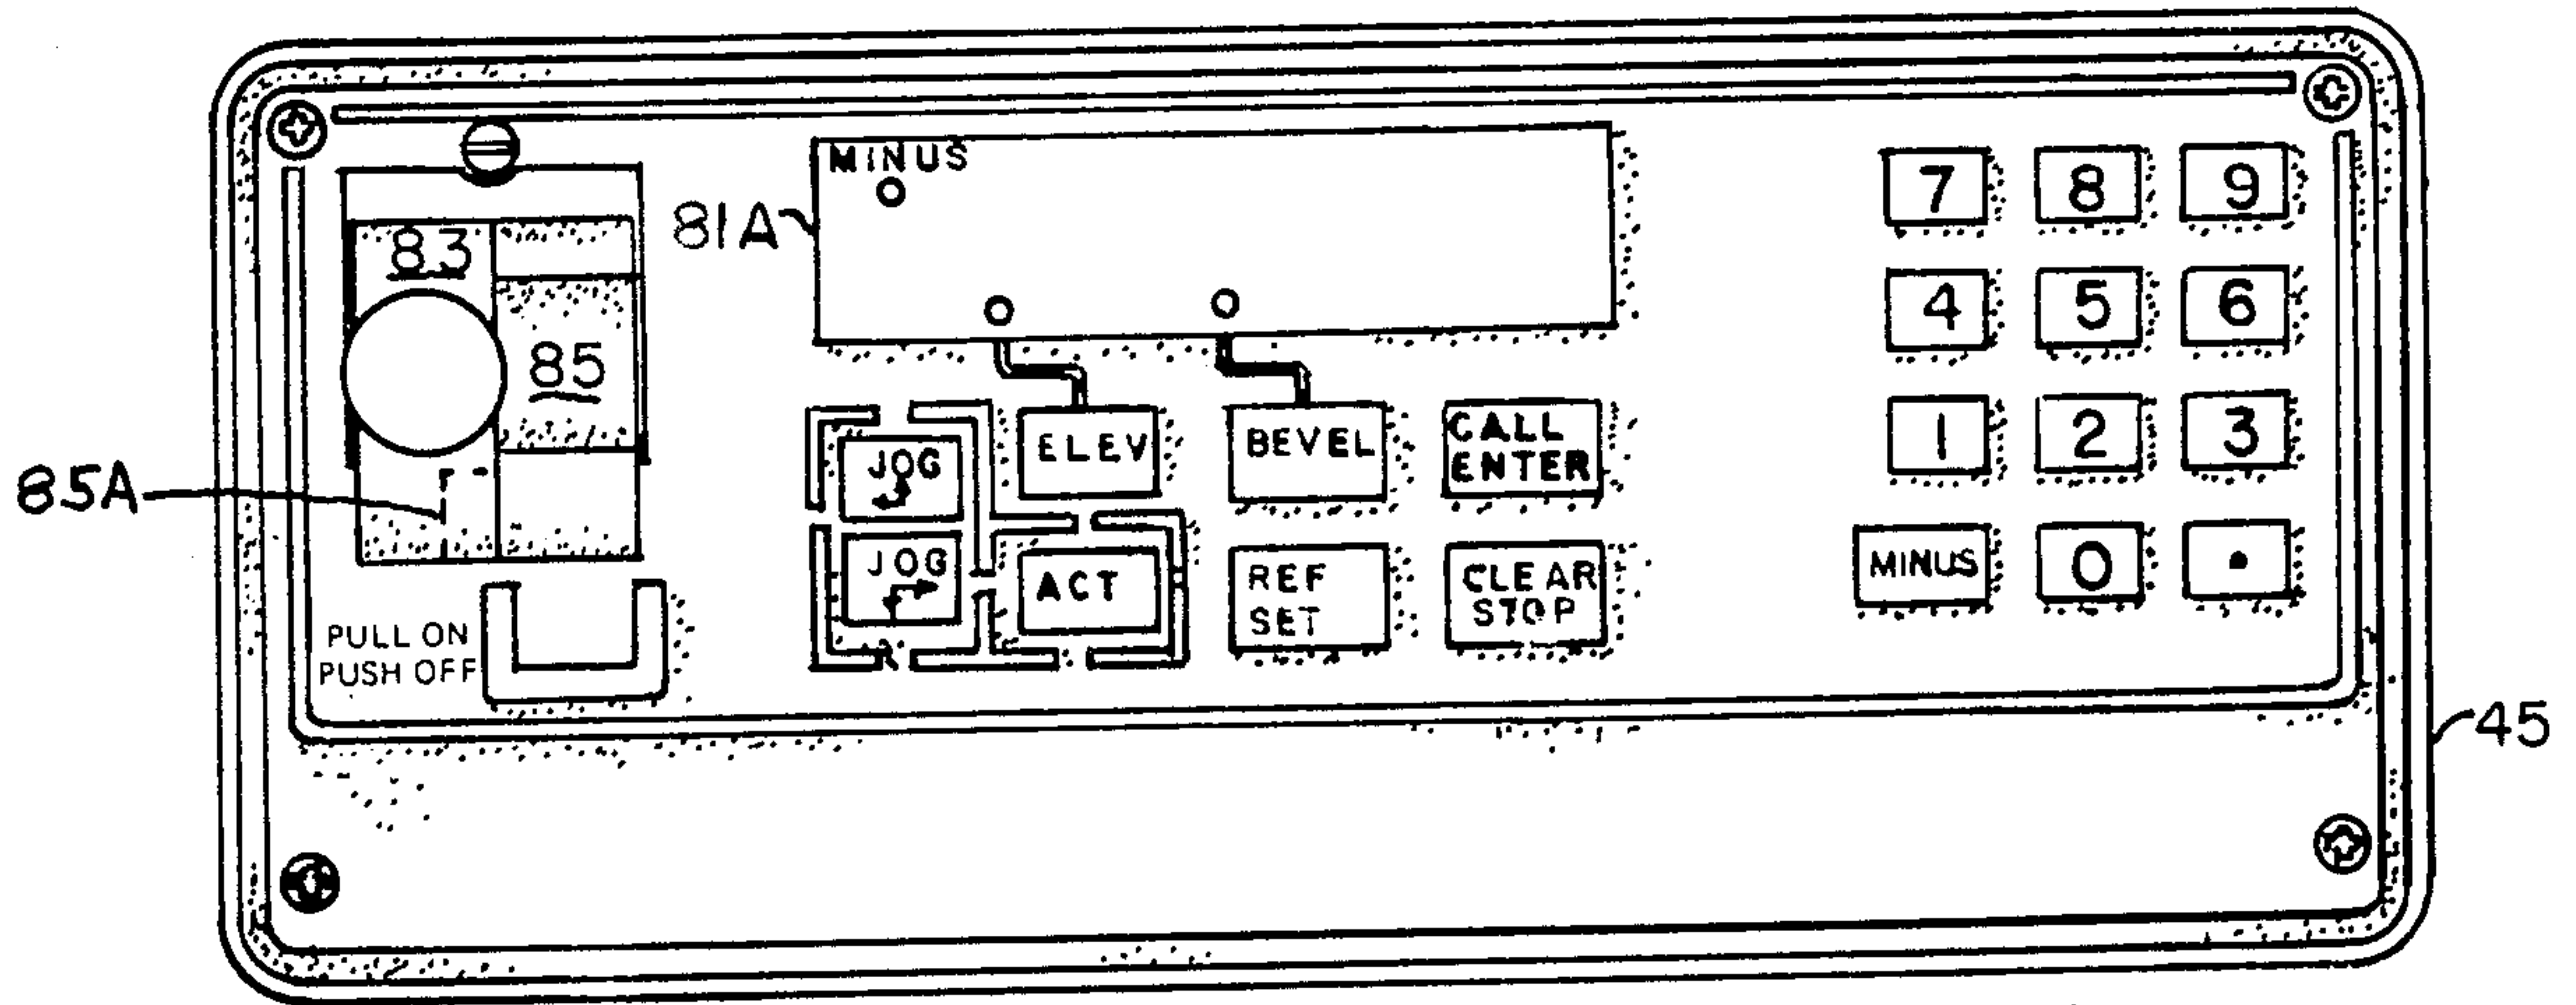 MINUS
81A
83
85
85A
PULL ON
PUSH OFF
JOG
JOG
ELEV
ACT
BEVEL
REF
SET
CALL
ENTER
CLEAR
STOP
7 8 9
4 5 6
1 2 3
MINUS 0 •
45